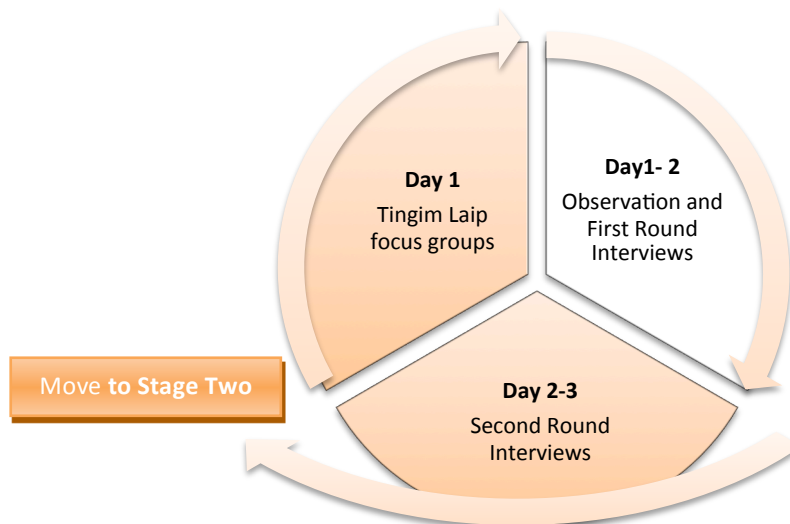 Day 1
Tingim Laip
focus groups
Day1- 2
Observation and
First Round
Interviews
Day 2-3
Second Round
Interviews
Move to Stage Two